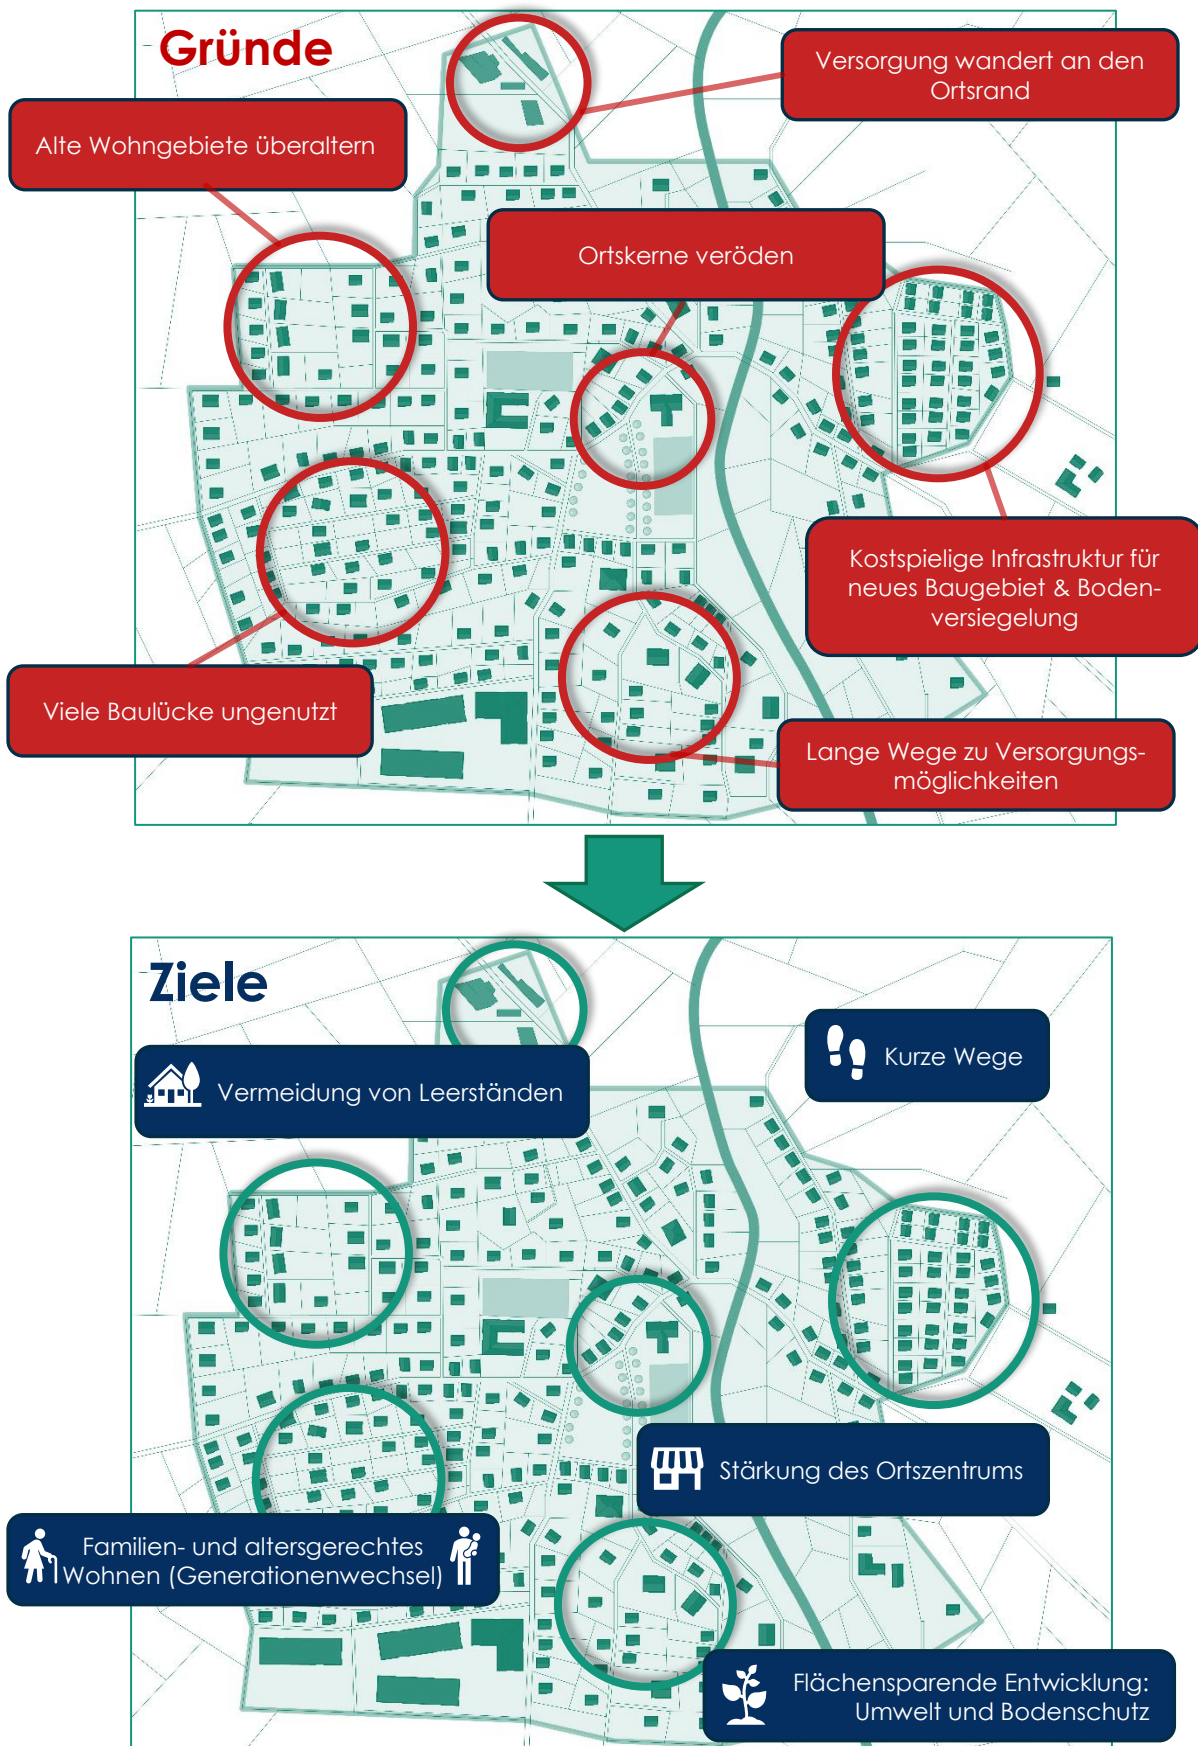 Gründe
Versorgung wandert an den
Ortsrand
Alte Wohngebiete überaltern
Ortskerne veröden
Kostspielige Infrastruktur für
neues Baugebiet & Boden-
versiegelung
Viele Baulücke ungenutzt
Lange Wege zu Versorgungs-
möglichkeiten
Ziele
Kurze Wege
Vermeidung von Leerständen
Stärkung des Ortszentrums
Familien- und altersgerechtes
Wohnen (Generationenwechsel)
Flächensparende Entwicklung:
Umwelt und Bodenschutz